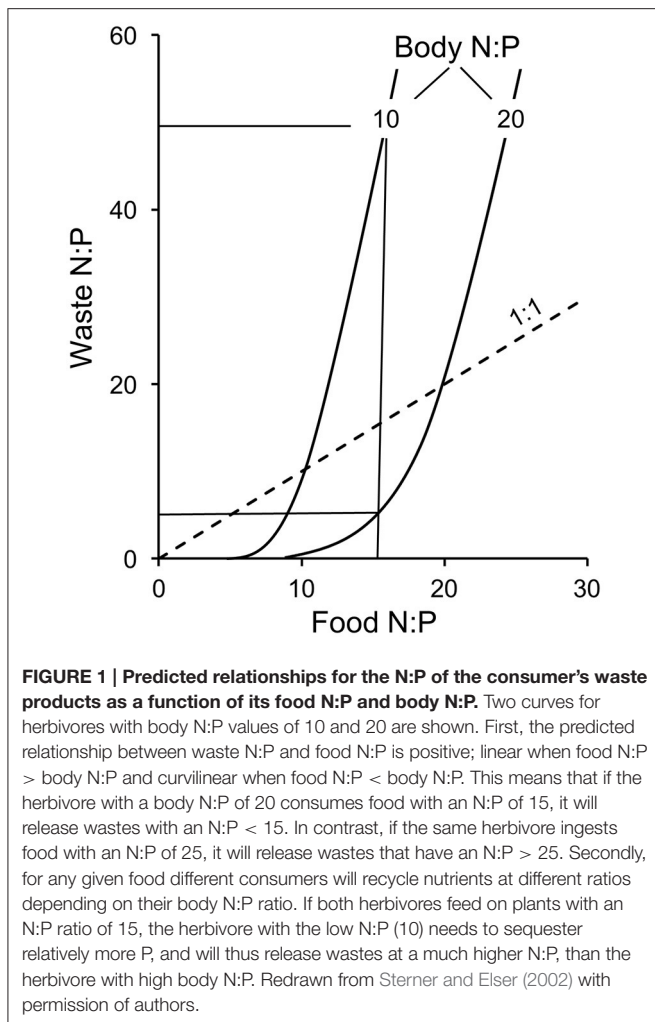 60
Body N:P
10
20
40
Waste N:P
1:1
20
0
0
10
20
30
Food N:P
FIGURE 1 | Predicted relationships for the N:P of the consumer's waste
products as a function of its food N:P and body N:P. Two curves for
herbivores with body N:P values of 10 and 20 are shown. First, the predicted
relationship between waste N:P and food N:P is positive; linear when food N:P
> body N:P and curvilinear when food N:P < body N:P. This means that if the
herbivore with a body N:P of 20 consumes food with an N:P of 15, it will
release wastes with an N:P < 15. In contrast, if the same herbivore ingests
food with an N:P of 25, it will release wastes that have an N:P > 25. Secondly,
for any given food different consumers will recycle nutrients at different ratios
depending on their body N:P ratio. If both herbivores feed on plants with an
N:P ratio of 15, the herbivore with the low N:P (10) needs to sequester
relatively more P, and will thus release wastes at a much higher N:P, than the
herbivore with high body N:P. Redrawn from Sterner and Elser (2002) with
permission of authors.